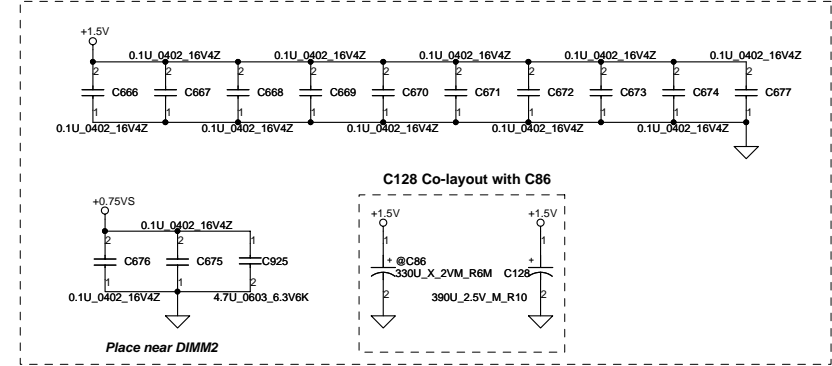 +1.5V
0.1U_0402_16V4Z 0.1U_0402_16V4Z 0.1U_0402_16V4Z 0.1U_0402_16V4Z 0.1U_0402_16V4Z
2 2 2 2 2 2 2 2 2 2
C666 C667 C668 C669 C670 C671 C672 C673 C674 C677
1 1 1 1 1 1 1 1 1 1
0.1U_0402_16V4Z 0.1U_0402_16V4Z 0.1U_0402_16V4Z 0.1U_0402_16V4Z 0.1U_0402_16V4Z
C128 Co-layout with C86
+0.75VS
0.1U_0402_16V4Z
2 2 1
C676 C675 C925
1 1 2
0.1U_0402_16V4Z 4.7U_0603_6.3V6K
Place near DIMM2
+1.5V +1.5V
1 1
+ @C86 + C128
330U_X_2VM_R6M
2 2
390U_2.5V_M_R10